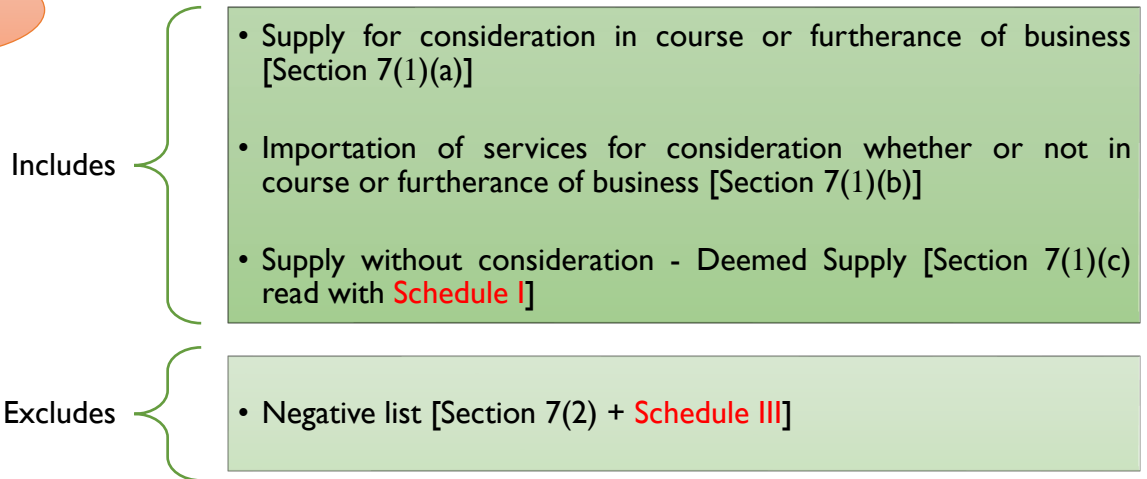 • Supply for consideration in course or furtherance of business
[Section 7(1)(a)]
Includes
• Importation of services for consideration whether or not in
course or furtherance of business [Section 7(1)(b)]
• Supply without consideration - Deemed Supply [Section 7(1)(c)
read with Schedule I]
Excludes
• Negative list [Section 7(2) + Schedule III]